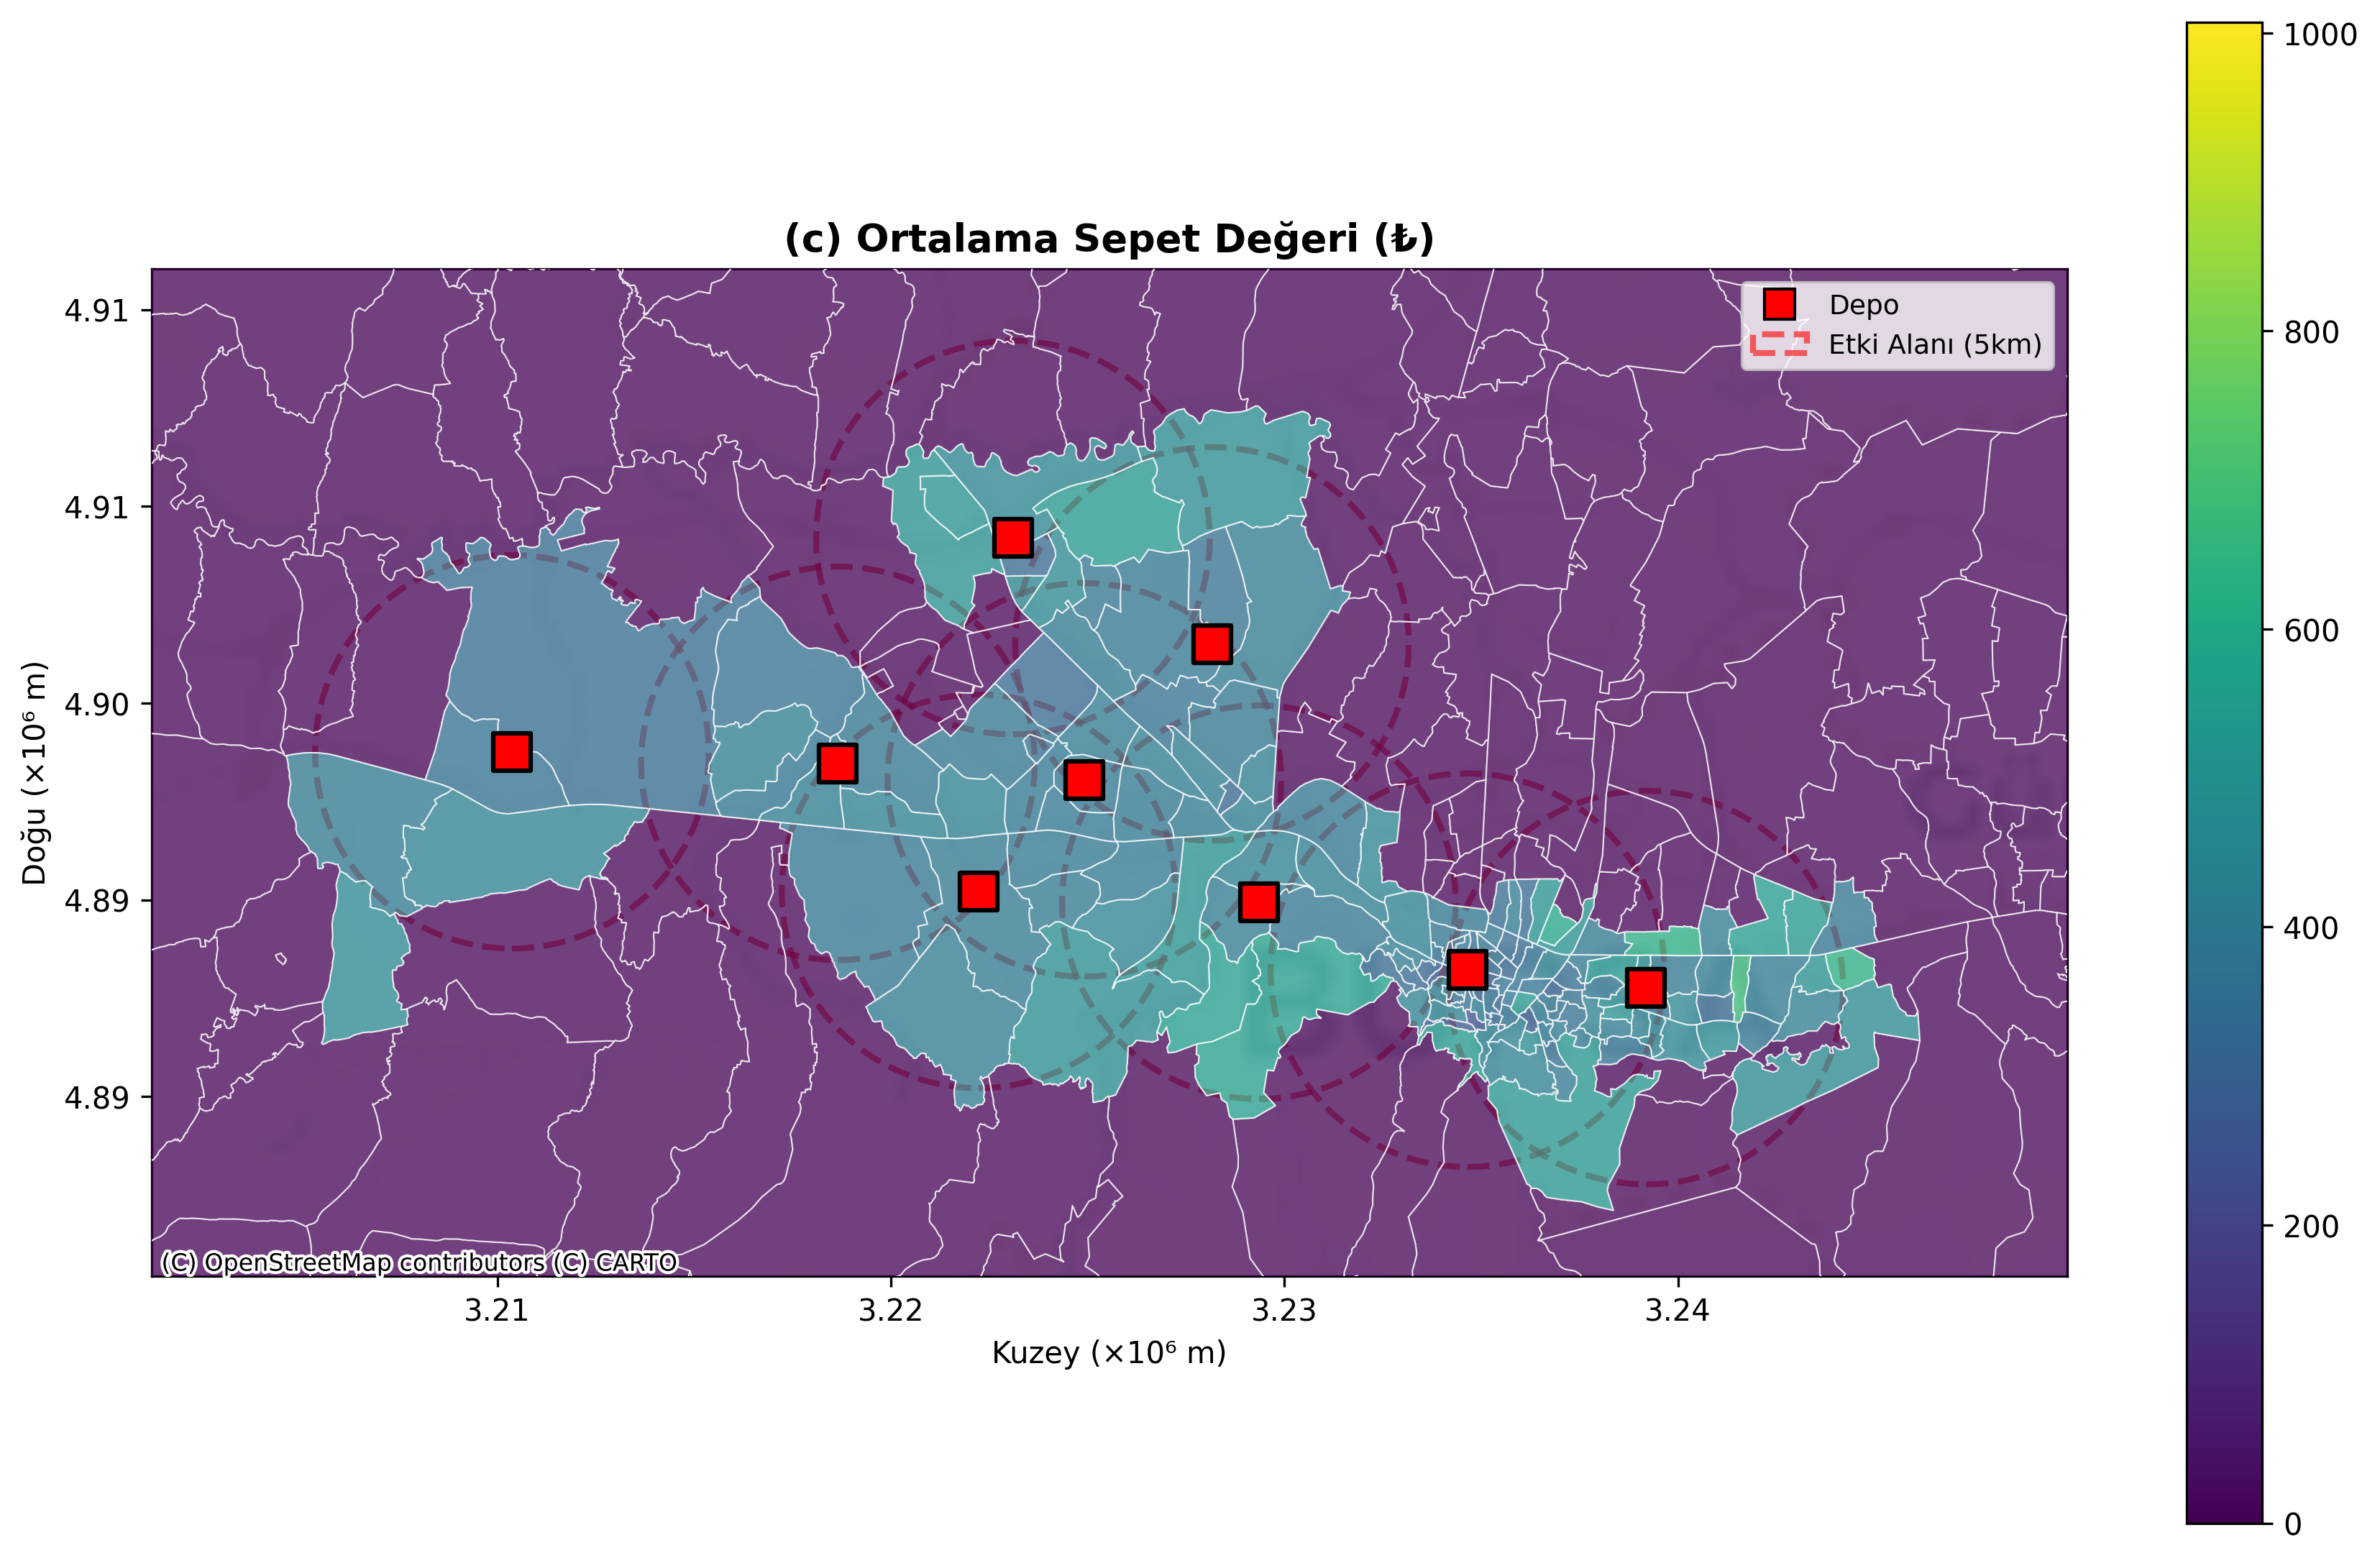 (c) Ortalama Sepet Değeri (₺)
Depo
Etki Alanı (5km)
4.91
4.91
4.90
4.89
4.89
Doğu (×10⁶ m)
(C) OpenStreetMap contributors (C) CARTO
3.21
3.22
3.23
3.24
Kuzey (×10⁶ m)
1000
800
600
400
200
0